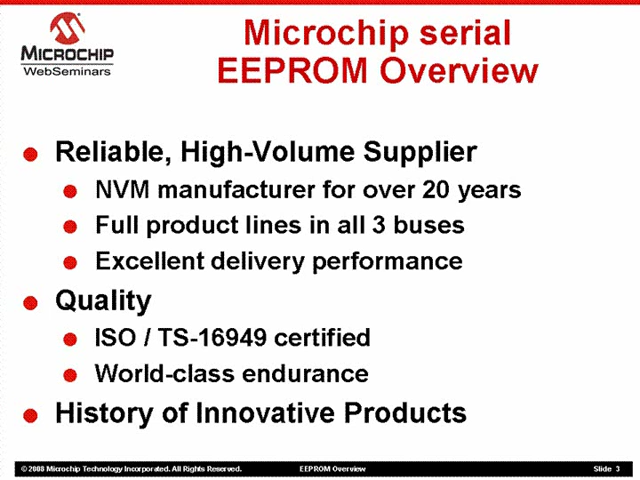 Microchip serial
EEPROM Overview
MICROCHIP
WebSeminars
Reliable, High-Volume Supplier
NVM manufacturer for over 20 years
Full product lines in all 3 buses
Excellent delivery performance
Quality
ISO / TS-16949 certified
World-class endurance
History of Innovative Products
© 2008 Microchip Technology Incorporated. All Rights Reserved. EEPROM Overview Slide 3